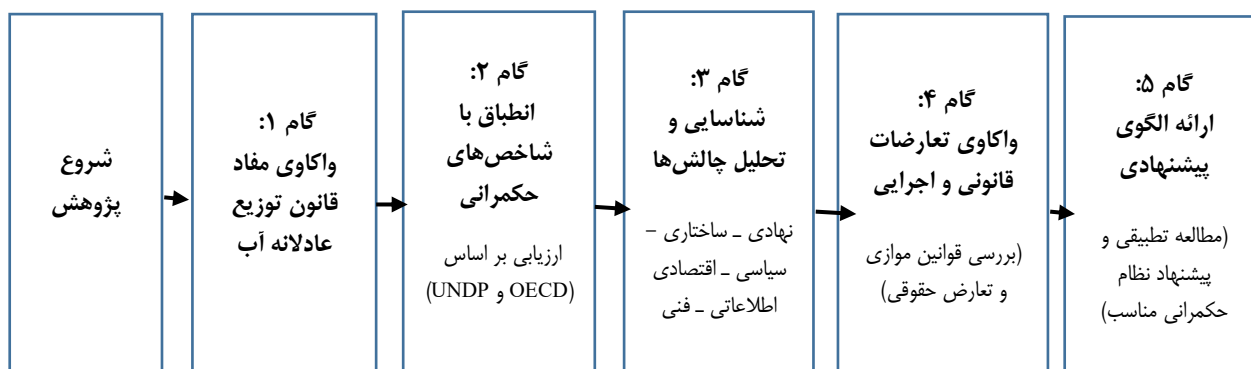 شروع
پژوهش
گام ۱:
واکاوی مفاد
قانون توزیع
عادلانه آب
گام ۲:
انطباق با
شاخص‌های
حکمرانی
ارزیابی بر اساس
(OECD و UNDP)
گام ۳:
شناسایی و
تحلیل چالش‌ها
نهادی ـ ساختاری –
سیاسی ـ اقتصادی
اطلاعاتی ـ فنی
گام ۴:
واکاوی تعارضات
قانونی و اجرایی
(بررسی قوانین موازی
و تعارض حقوقی)
گام ۵:
ارائه الگوی
پیشنهادی
(مطالعه تطبیقی و
پیشنهاد نظام
حکمرانی مناسب)